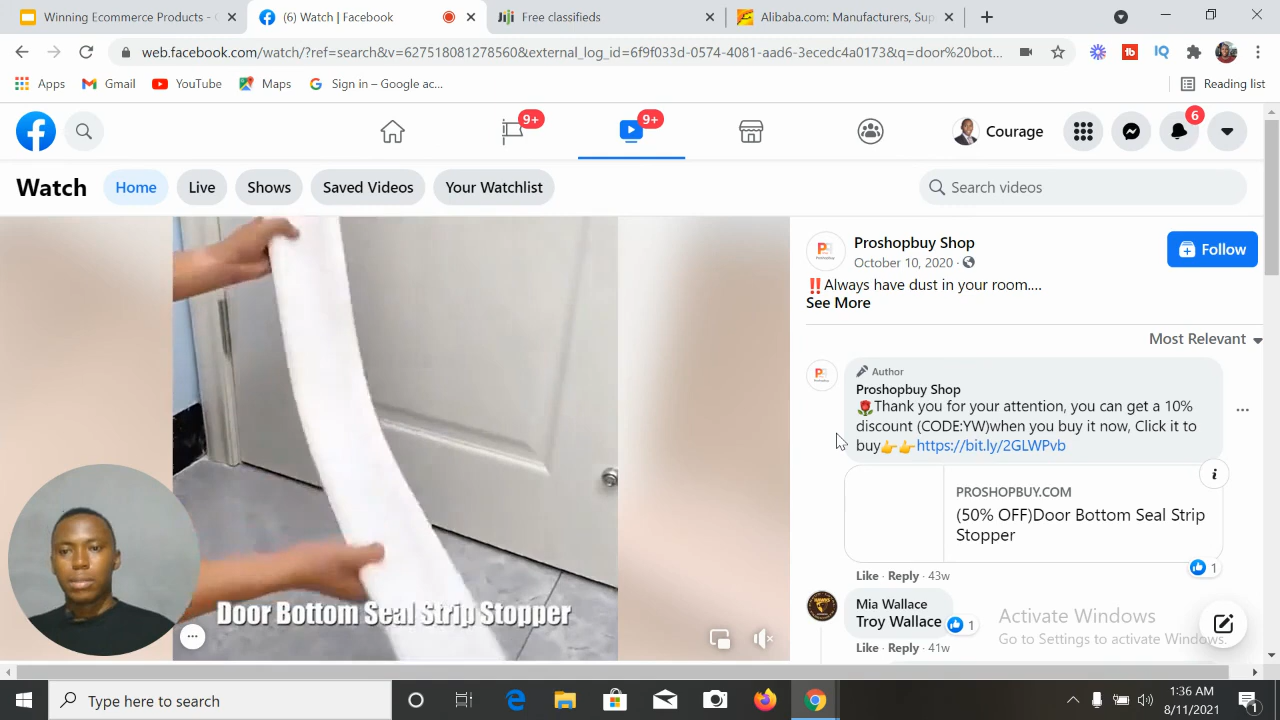 Winning Ecommerce Products -
(6) Watch | Facebook
Free classifieds
Alibaba.com: Manufacturers, Sup
web.facebook.com/watch/?ref=search&v=627518081278560&external_log_id=6f9f033d-0574-4081-aad6-3ecedc4a0173&q=door%20bot...
Apps
Gmail
YouTube
Maps
Sign in – Google ac...
Reading list
9+
9+
Courage
6
Watch
Home
Live
Shows
Saved Videos
Your Watchlist
Search videos
Proshopbuy Shop
October 10, 2020 ·
Follow
‼️Always have dust in your room....
See More
Most Relevant
Author
Proshopbuy Shop
🌹Thank you for your attention, you can get a 10%
discount (CODE:YW)when you buy it now, Click it to
buy👉👉https://bit.ly/2GLWPvb
PROSHOPBUY.COM
(50% OFF)Door Bottom Seal Strip
Stopper
1
Like · Reply · 43w
Mia Wallace
Troy Wallace
1
Like · Reply · 41w
Door Bottom Seal Strip Stopper
Activate Windows
Go to Settings to activate Windows.
Type here to search
1:36 AM
8/11/2021
1